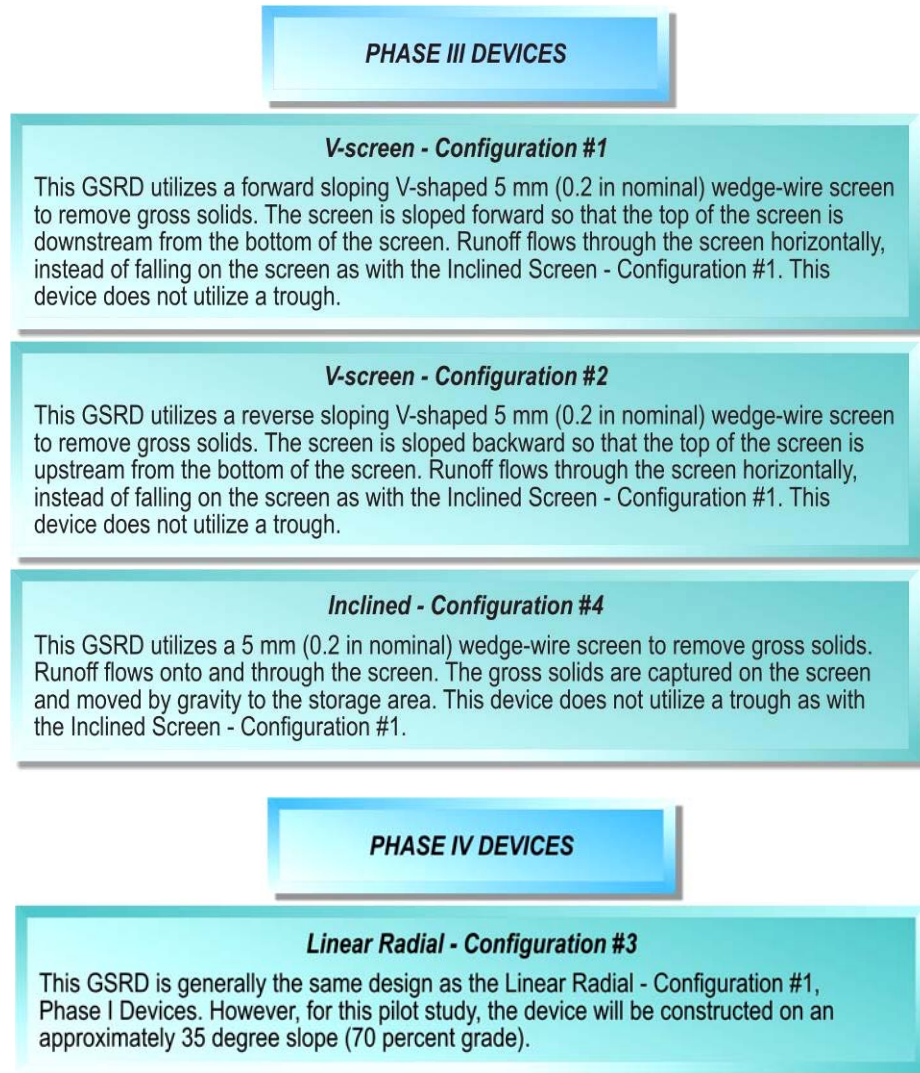 PHASE III DEVICES
V-screen - Configuration #1
This GSRD utilizes a forward sloping V-shaped 5 mm (0.2 in nominal) wedge-wire screen
to remove gross solids. The screen is sloped forward so that the top of the screen is
downstream from the bottom of the screen. Runoff flows through the screen horizontally,
instead of falling on the screen as with the Inclined Screen - Configuration #1. This
device does not utilize a trough.
V-screen - Configuration #2
This GSRD utilizes a reverse sloping V-shaped 5 mm (0.2 in nominal) wedge-wire screen
to remove gross solids. The screen is sloped backward so that the top of the screen is
upstream from the bottom of the screen. Runoff flows through the screen horizontally,
instead of falling on the screen as with the Inclined Screen - Configuration #1. This
device does not utilize a trough.
Inclined - Configuration #4
This GSRD utilizes a 5 mm (0.2 in nominal) wedge-wire screen to remove gross solids.
Runoff flows onto and through the screen. The gross solids are captured on the screen
and moved by gravity to the storage area. This device does not utilize a trough as with
the Inclined Screen - Configuration #1.
PHASE IV DEVICES
Linear Radial - Configuration #3
This GSRD is generally the same design as the Linear Radial - Configuration #1,
Phase I Devices. However, for this pilot study, the device will be constructed on an
approximately 35 degree slope (70 percent grade).